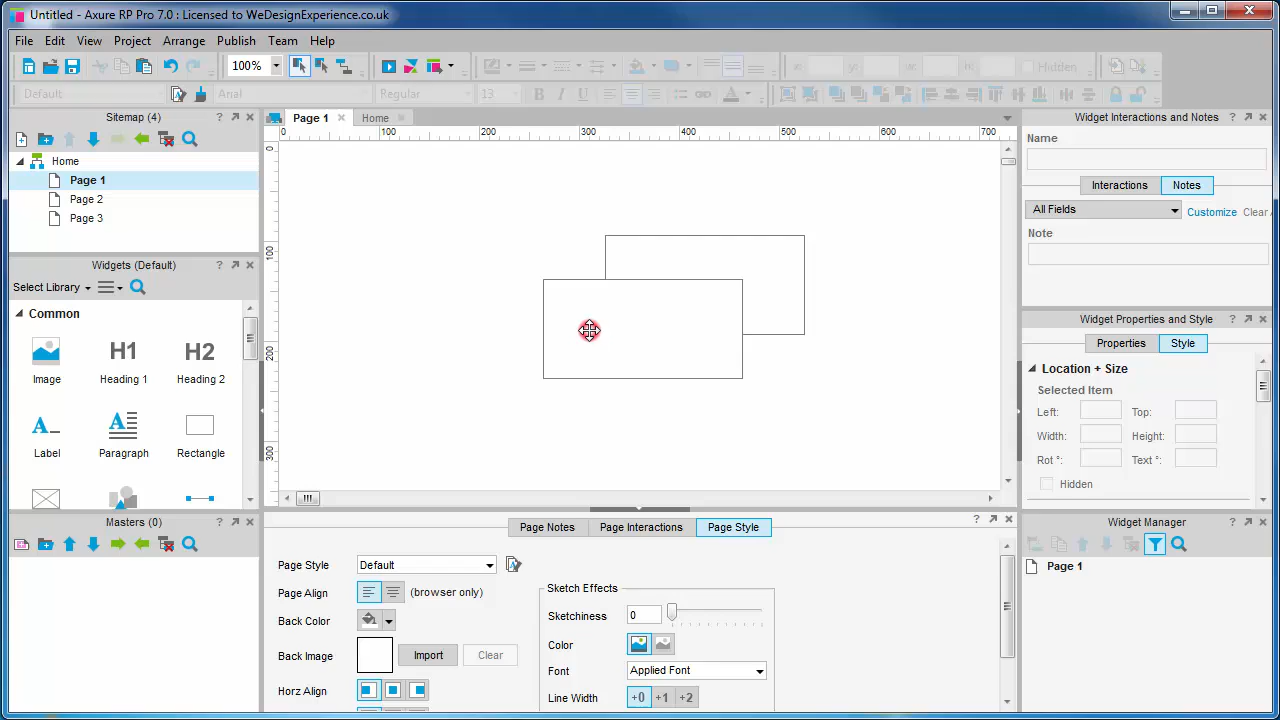 Untitled - Axure RP Pro 7.0 : Licensed to WeDesignExperience.co.uk
File Edit View Project Arrange Publish Team Help
100% Hidden
Default Arial Regular 13
Sitemap (4)
Home
Page 1
Page 2
Page 3
Widgets (Default)
Select Library
Common
Image Heading 1 Heading 2
Label Paragraph Rectangle
Masters (0)
Page 1 Home
0 100 200 300 400 500 600 700
0
100
200
300
Page Notes Page Interactions Page Style
Page Style Default
Page Align (browser only)
Back Color
Back Image Import Clear
Horz Align
Sketch Effects
Sketchiness 0
Color
Font Applied Font
Line Width +0 +1 +2
Widget Interactions and Notes
Name
Interactions Notes
All Fields Customize Clear
Note
Widget Properties and Style
Properties Style
Location + Size
Selected Item
Left: Top:
Width: Height:
Rot °: Text °:
Hidden
Widget Manager
Page 1